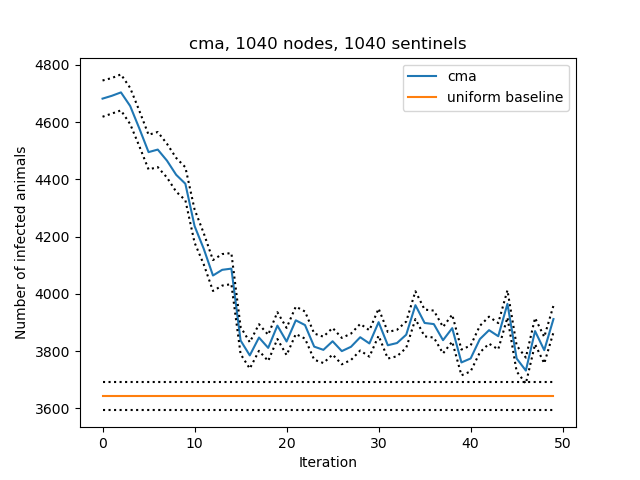 cma, 1040 nodes, 1040 sentinels
cma
uniform baseline
4800
4600
4400
4200
4000
3800
3600
Number of infected animals
0 10 20 30 40 50
Iteration